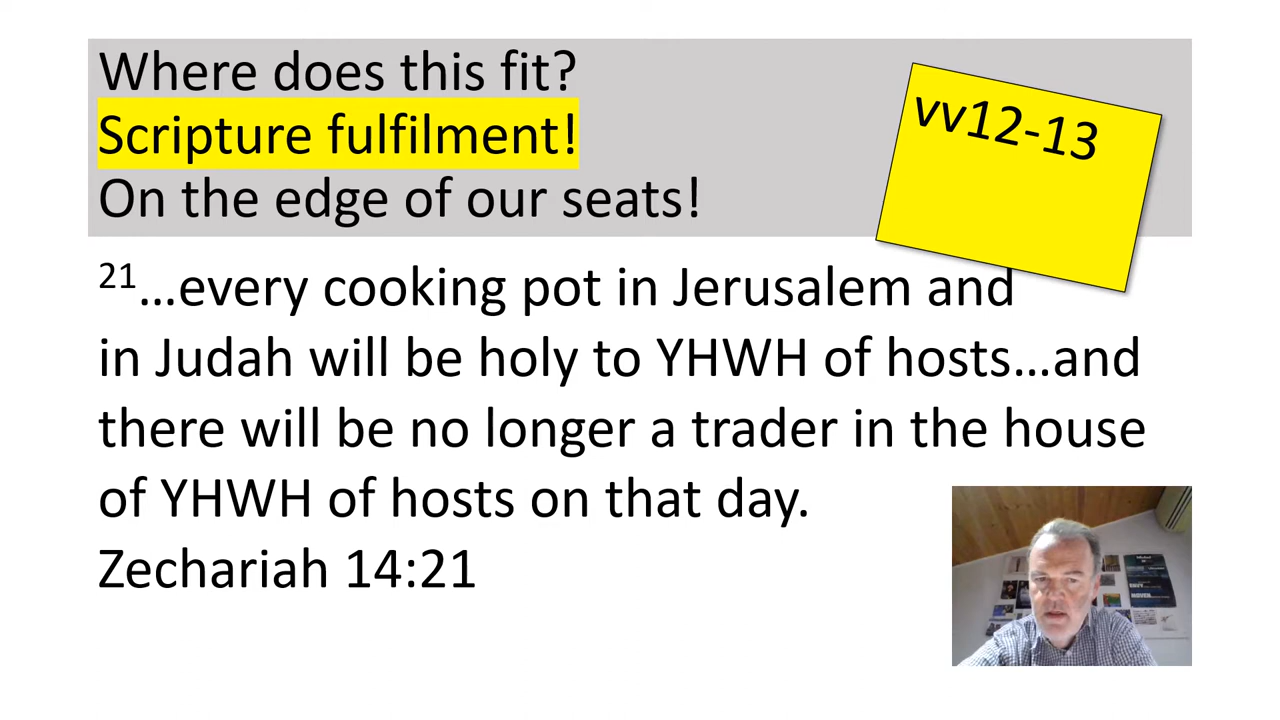 Where does this fit?
Scripture fulfilment!
On the edge of our seats!
vv12-13
21…every cooking pot in Jerusalem and
in Judah will be holy to YHWH of hosts…and
there will be no longer a trader in the house
of YHWH of hosts on that day.
Zechariah 14:21